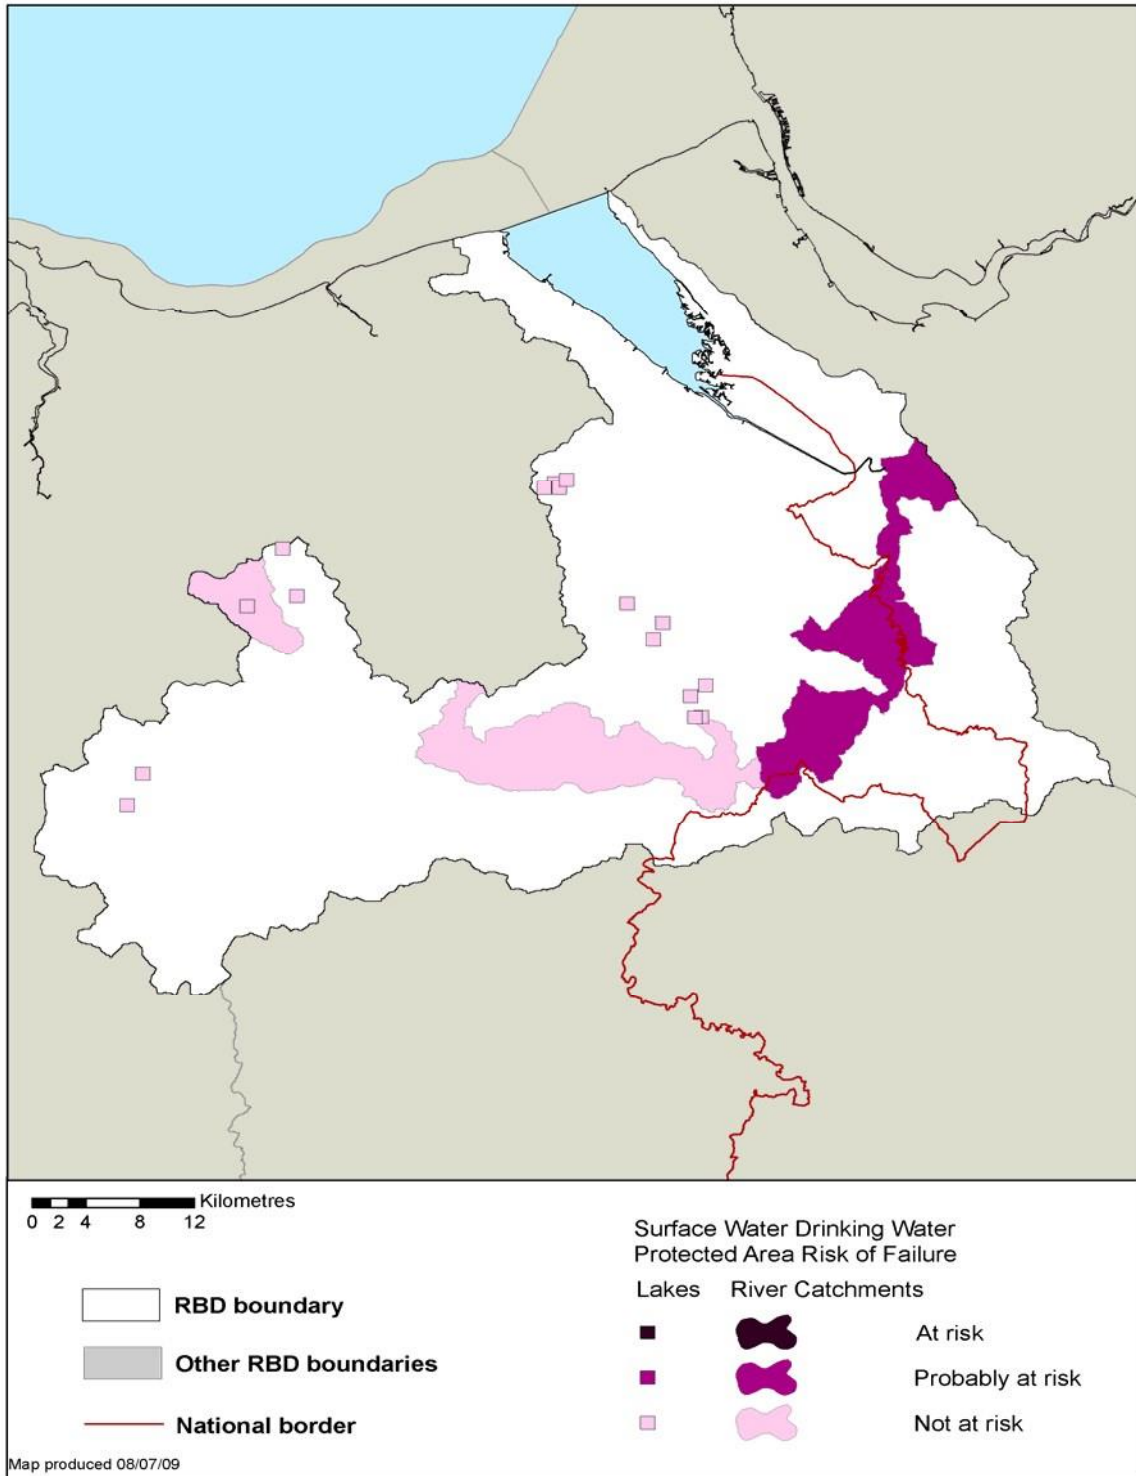 Kilometres
0 2 4 8 12
RBD boundary
Other RBD boundaries
National border
Surface Water Drinking Water
Protected Area Risk of Failure
Lakes River Catchments
At risk
Probably at risk
Not at risk
Map produced 08/07/09